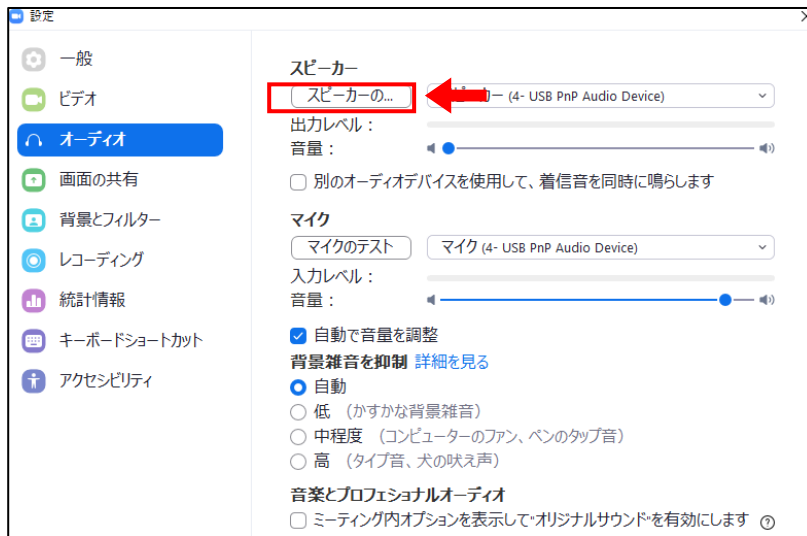 設定
一般
ビデオ
オーディオ
画面の共有
背景とフィルター
レコーディング
統計情報
キーボードショートカット
アクセシビリティ
スピーカー
スピーカーの...
カー (4- USB PnP Audio Device)
出力レベル：
音量：
別のオーディオデバイスを使用して、着信音を同時に鳴らします
マイク
マイクのテスト
マイク (4- USB PnP Audio Device)
入力レベル：
音量：
自動で音量を調整
背景雑音を抑制 詳細を見る
自動
低 (かすかな背景雑音)
中程度 (コンピューターのファン、ペンのタップ音)
高 (タイプ音、犬の吠え声)
音楽とプロフェショナルオーディオ
ミーティング内オプションを表示して"オリジナルサウンド"を有効にします